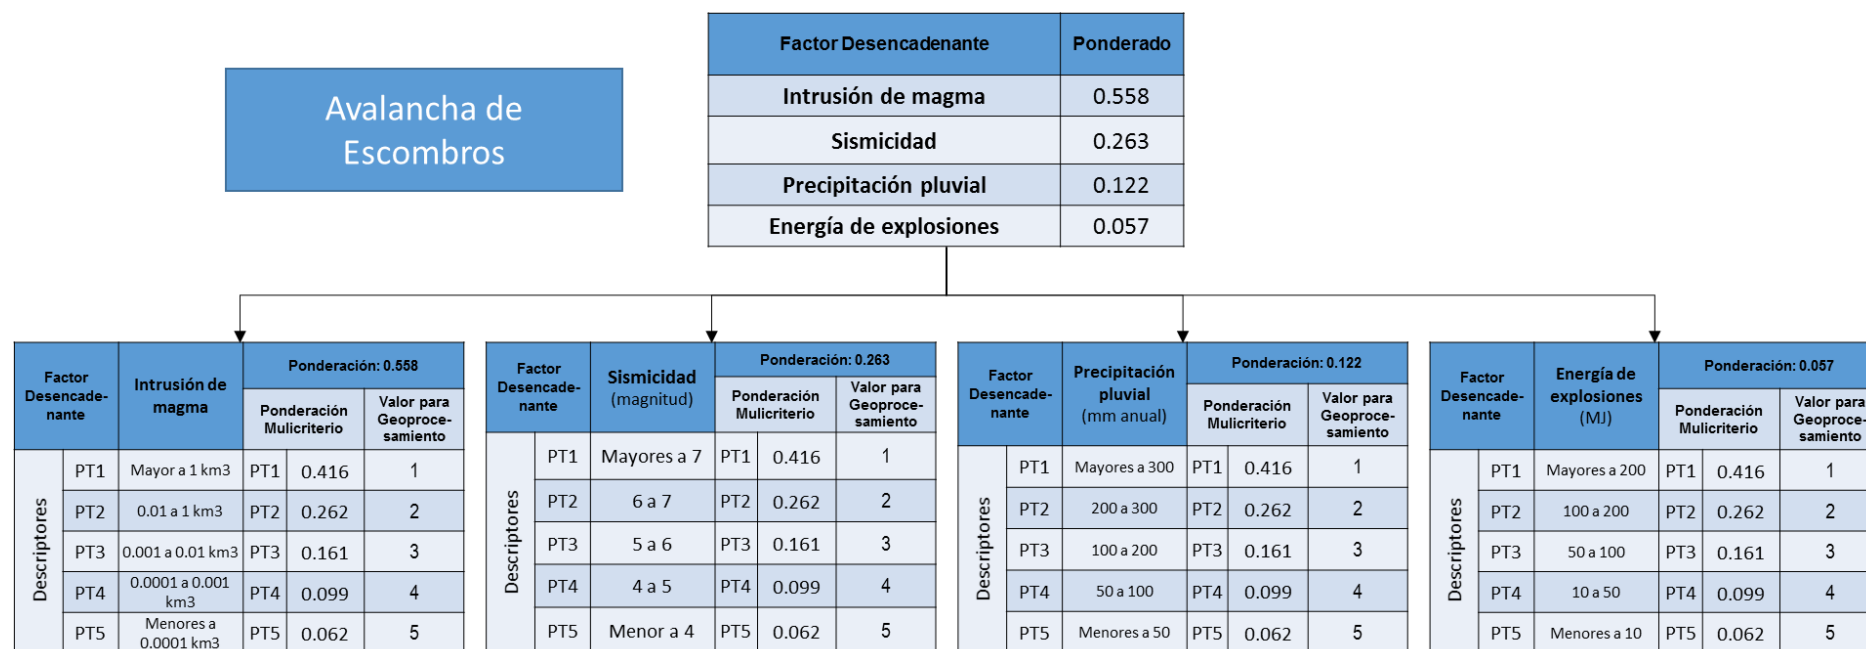 Avalancha de
Escombros
Factor Desencadenante Ponderado
Intrusión de magma 0.558
Sismicidad 0.263
Precipitación pluvial 0.122
Energía de explosiones 0.057
Factor
Desencade-
nante
Intrusión de
magma
Ponderación: 0.558
Ponderación
Mulicriterio
Valor para
Geoproce-
samiento
Descriptores
PT1 Mayor a 1 km3 PT1 0.416 1
PT2 0.01 a 1 km3 PT2 0.262 2
PT3 0.001 a 0.01 km3 PT3 0.161 3
PT4 0.0001 a 0.001
km3 PT4 0.099 4
PT5 Menores a
0.0001 km3 PT5 0.062 5
Factor
Desencade-
nante
Sismicidad
(magnitud)
Ponderación: 0.263
Ponderación
Mulicriterio
Valor para
Geoproce-
samiento
Descriptores
PT1 Mayores a 7 PT1 0.416 1
PT2 6 a 7 PT2 0.262 2
PT3 5 a 6 PT3 0.161 3
PT4 4 a 5 PT4 0.099 4
PT5 Menor a 4 PT5 0.062 5
Factor
Desencade-
nante
Precipitación
pluvial
(mm anual)
Ponderación: 0.122
Ponderación
Mulicriterio
Valor para
Geoproce-
samiento
Descriptores
PT1 Mayores a 300 PT1 0.416 1
PT2 200 a 300 PT2 0.262 2
PT3 100 a 200 PT3 0.161 3
PT4 50 a 100 PT4 0.099 4
PT5 Menores a 50 PT5 0.062 5
Factor
Desencade-
nante
Energía de
explosiones
(MJ)
Ponderación: 0.057
Ponderación
Mulicriterio
Valor para
Geoproce-
samiento
Descriptores
PT1 Mayores a 200 PT1 0.416 1
PT2 100 a 200 PT2 0.262 2
PT3 50 a 100 PT3 0.161 3
PT4 10 a 50 PT4 0.099 4
PT5 Menores a 10 PT5 0.062 5